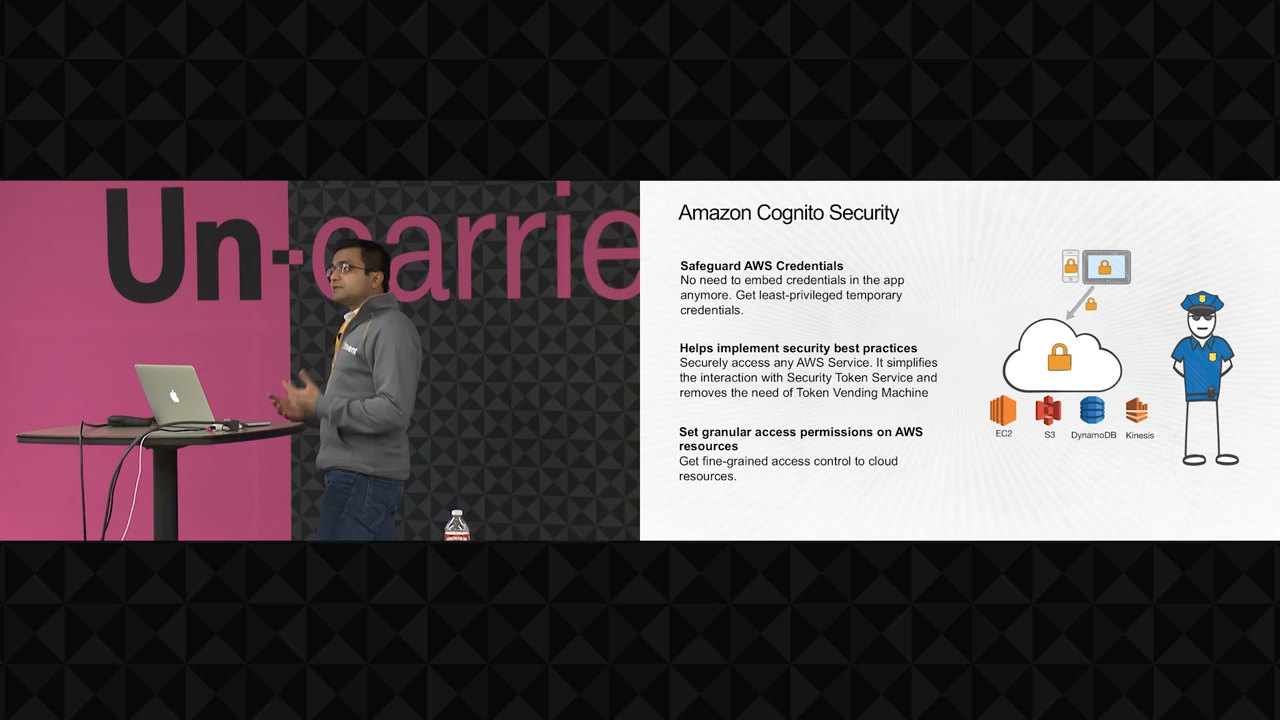 Un-carrie
Amazon Cognito Security
Safeguard AWS Credentials
No need to embed credentials in the app
anymore. Get least-privileged temporary
credentials.
Helps implement security best practices
Securely access any AWS Service. It simplifies
the interaction with Security Token Service and
removes the need of Token Vending Machine
Set granular access permissions on AWS
resources
Get fine-grained access control to cloud
resources.
EC2
S3
DynamoDB
Kinesis